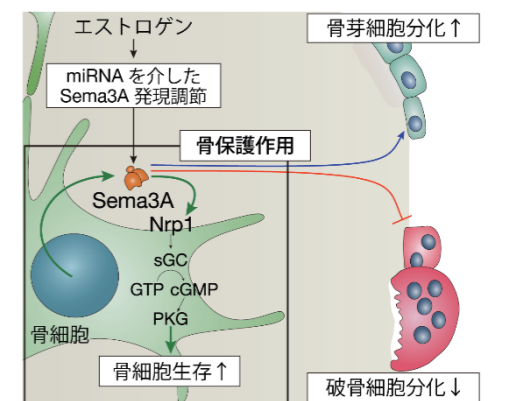 エストロゲン
骨芽細胞分化↑
miRNA を介した
Sema3A 発現調節
骨保護作用
Sema3A
Nrp1
sGC
GTP cGMP
PKG
骨細胞
骨細胞生存↑
破骨細胞分化↓